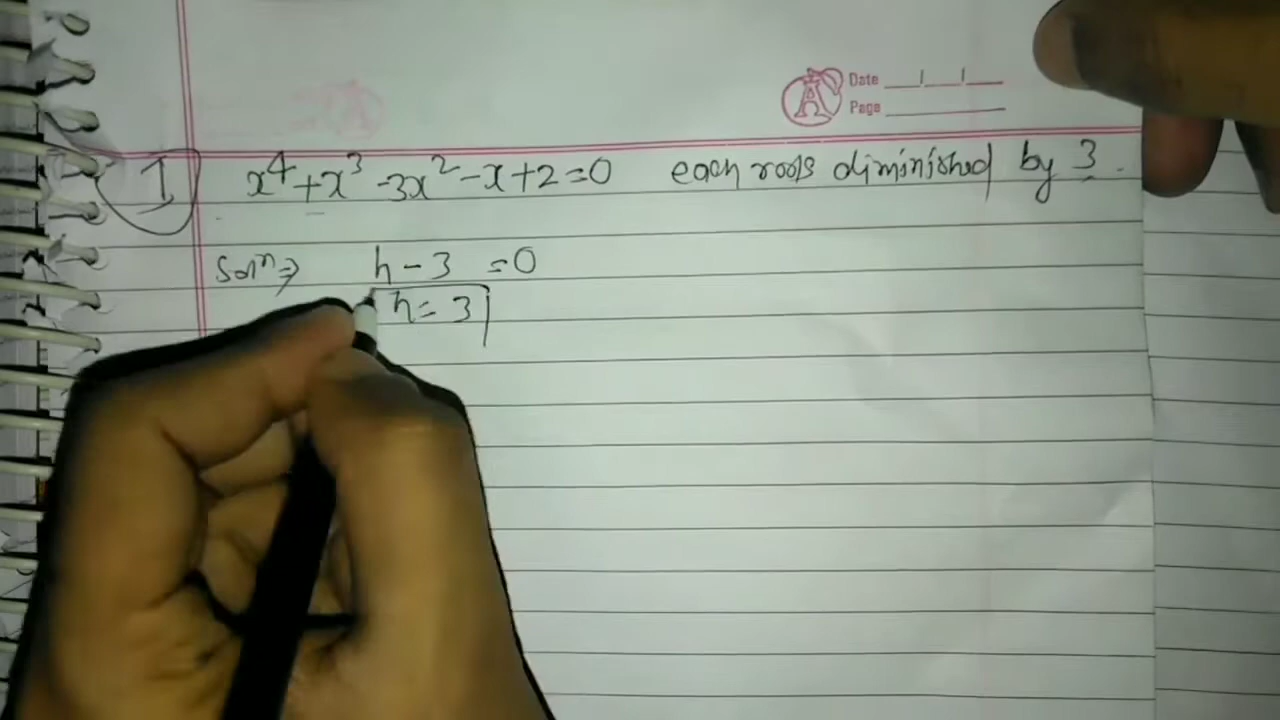 Date
Page
1 x⁴+x³-3x²-x+2=0 each roots diminished by 3.
Solⁿ⇒ h-3 =0
h= 3